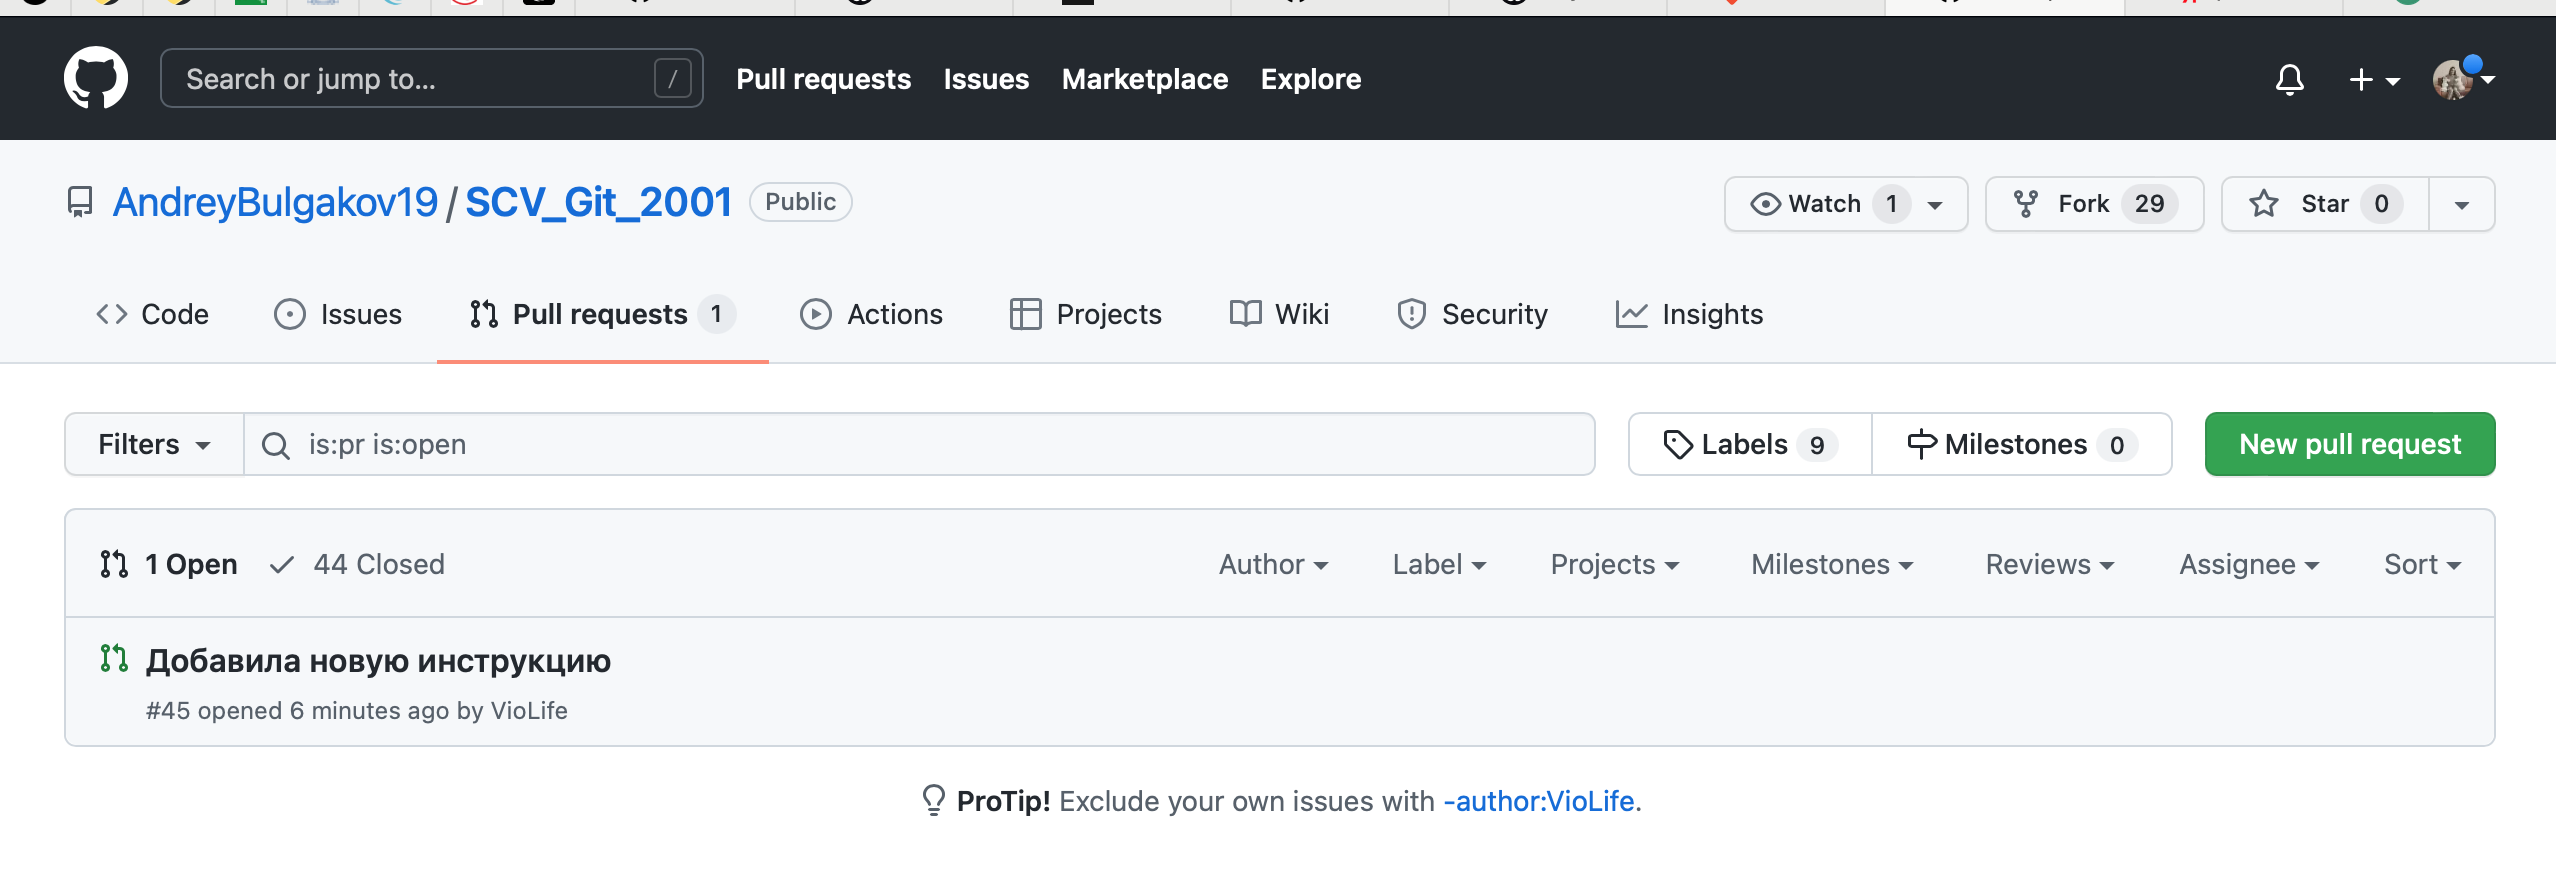 Search or jump to... / Pull requests Issues Marketplace Explore
AndreyBulgakov19 / SCV_Git_2001 Public Watch 1 Fork 29 Star 0
Code Issues Pull requests 1 Actions Projects Wiki Security Insights
Filters is:pr is:open Labels 9 Milestones 0 New pull request
1 Open 44 Closed Author Label Projects Milestones Reviews Assignee Sort
Добавила новую инструкцию
#45 opened 6 minutes ago by VioLife
ProTip! Exclude your own issues with -author:VioLife.